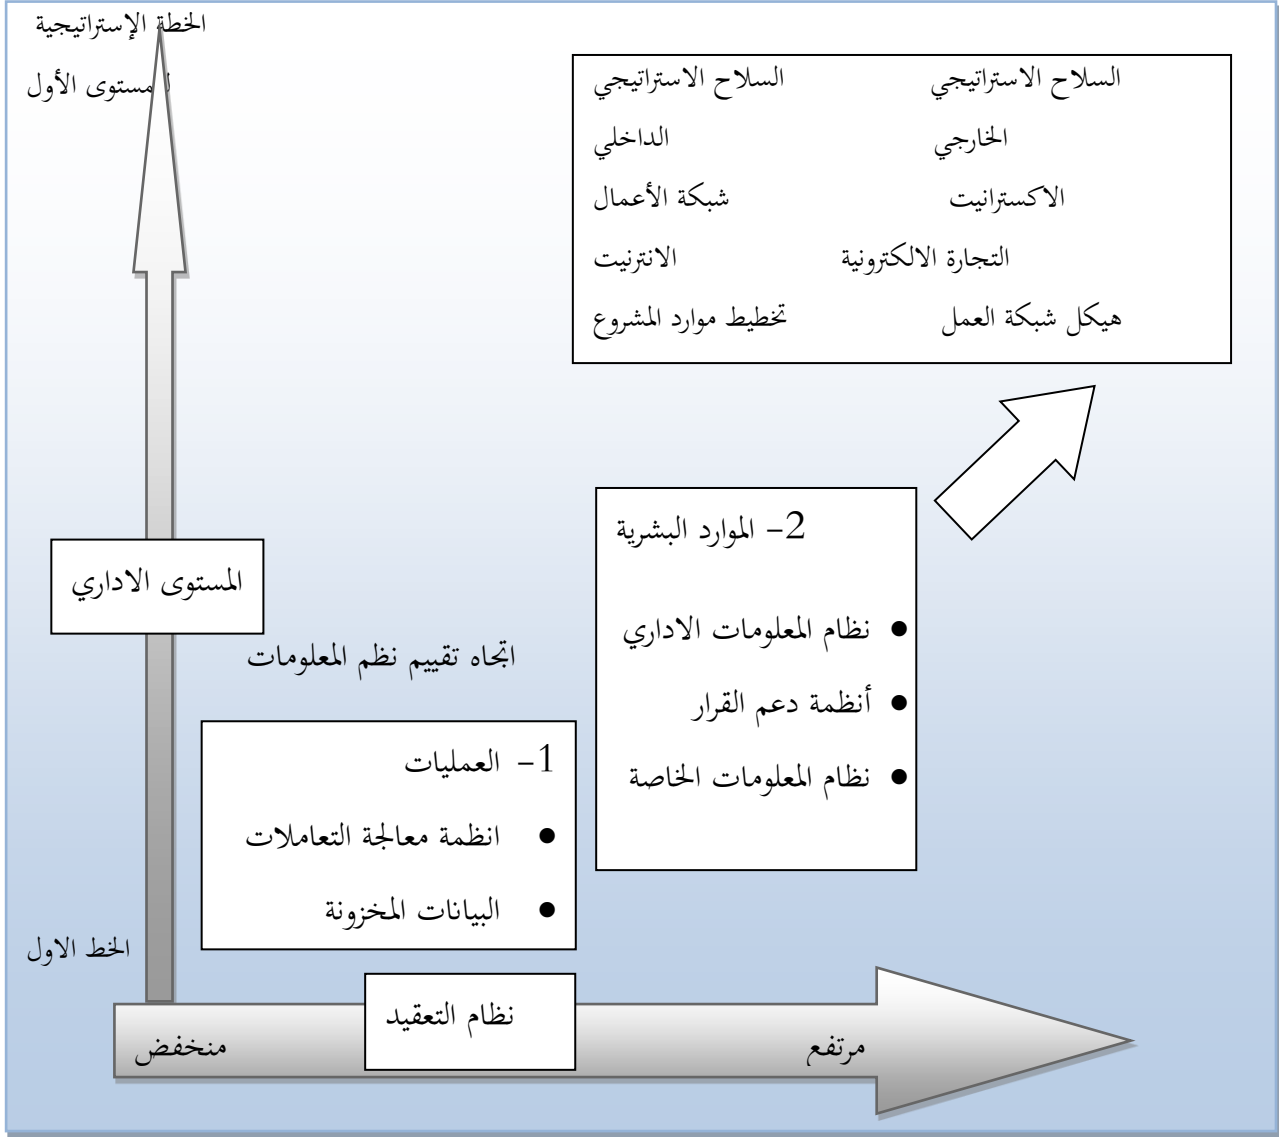 الخطة الإستراتيجية
لمستوى الأول
السلاح الاستراتيجي السلاح الاستراتيجي
الخارجي الداخلي
الاكسترانيت شبكة الأعمال
التجارة الالكترونية الانترنيت
هيكل شبكة العمل تخطيط موارد المشروع
2- الموارد البشرية
● نظام المعلومات الاداري
● أنظمة دعم القرار
● نظام المعلومات الخاصة
المستوى الاداري
اتجاه تقييم نظم المعلومات
1- العمليات
● انظمة معالجة التعاملات
● البيانات المخزونة
الخط الاول
نظام التعقيد
مرتفع منخفض